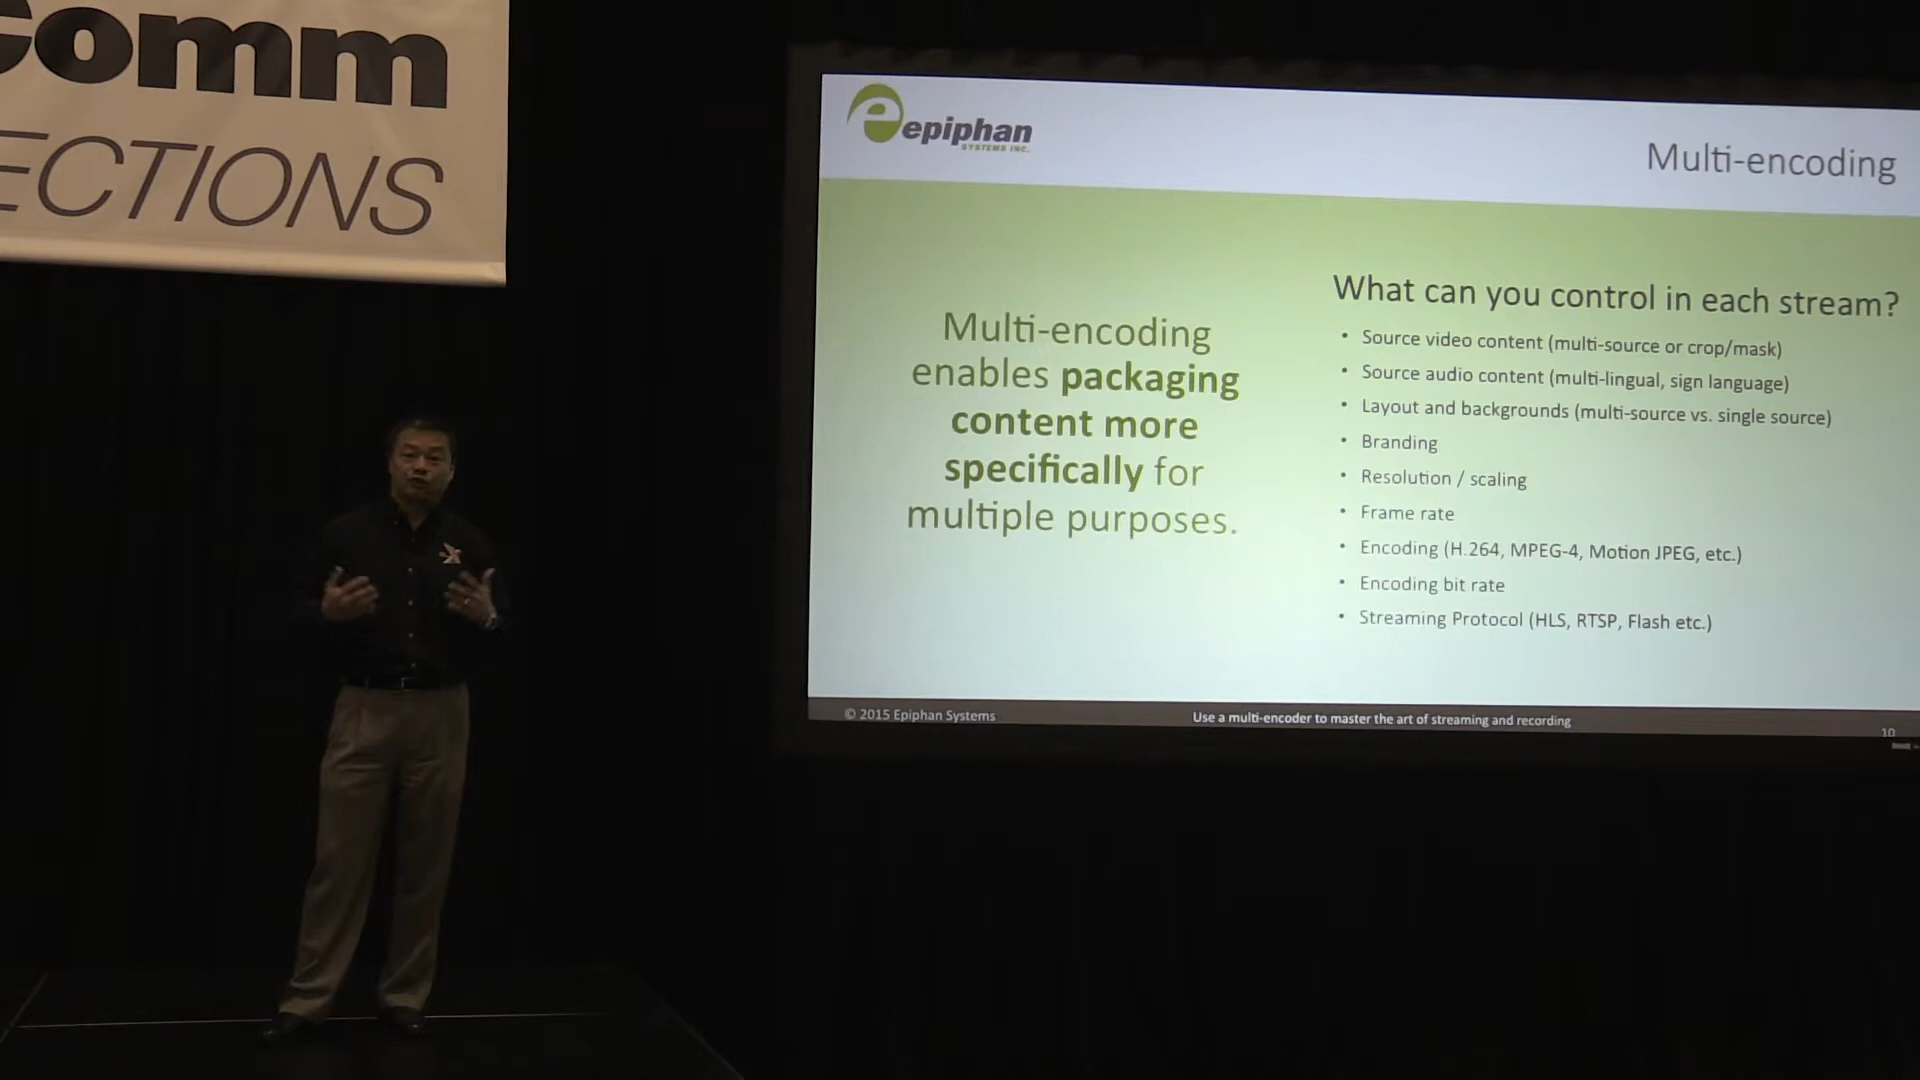 Comm
ECTIONS
epiphan
SYSTEMS INC.
Multi-encoding
Multi-encoding
enables packaging
content more
specifically for
multiple purposes.
What can you control in each stream?
• Source video content (multi-source or crop/mask)
• Source audio content (multi-lingual, sign language)
• Layout and backgrounds (multi-source vs. single source)
• Branding
• Resolution / scaling
• Frame rate
• Encoding (H.264, MPEG-4, Motion JPEG, etc.)
• Encoding bit rate
• Streaming Protocol (HLS, RTSP, Flash etc.)
© 2015 Epiphan Systems
Use a multi-encoder to master the art of streaming and recording
10